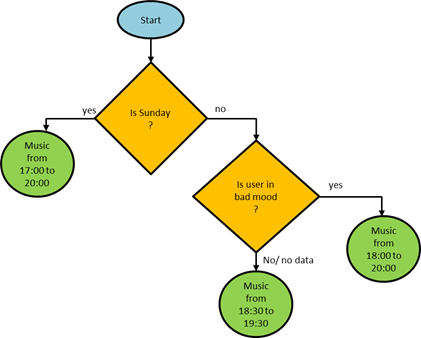 Start
Is Sunday
?
yes
no
Music
from
17:00 to
20:00
Is user in
bad mood
?
yes
No/ no data
Music
from
18:00 to
20:00
Music
from
18:30 to
19:30